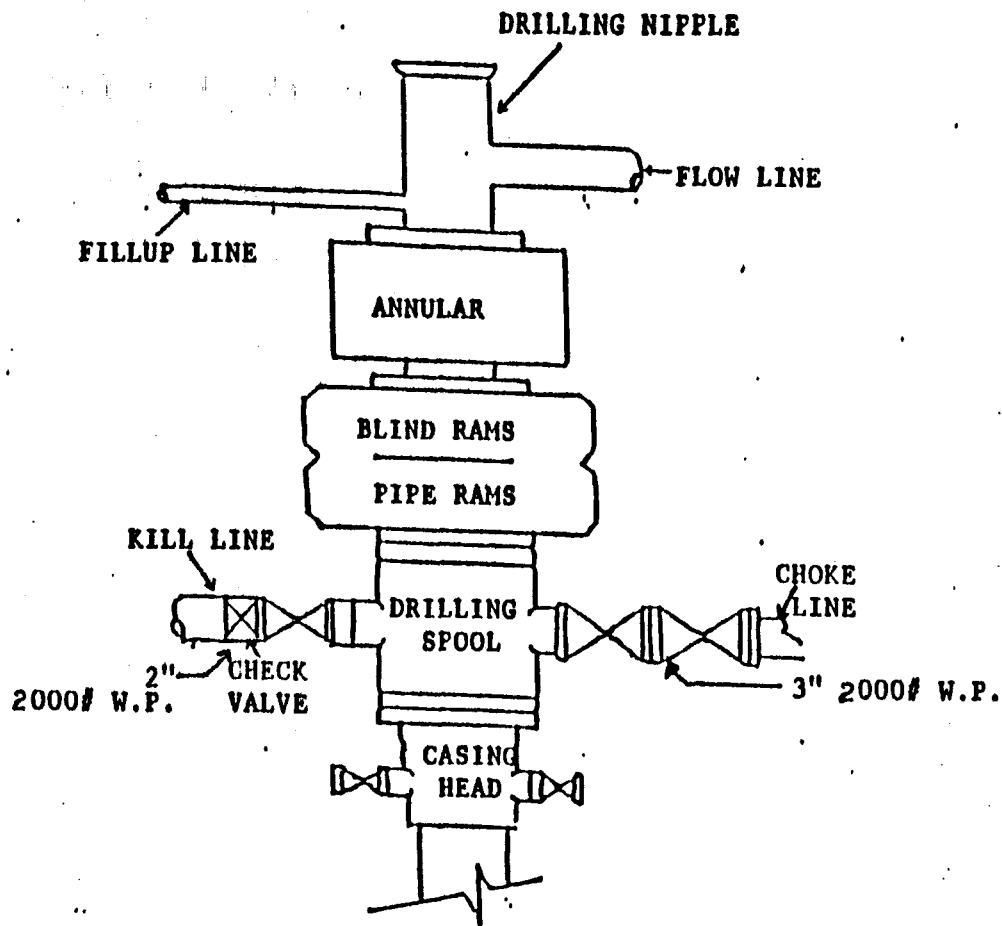 DRILLING NIPPLE
FLOW LINE
FILLUP LINE
ANNULAR
BLIND RAMS
PIPE RAMS
KILL LINE
CHOKE
LINE
DRILLING
SPOOL
2"
2000# W.P.
CHECK
VALVE
3" 2000# W.P.
CASING
HEAD